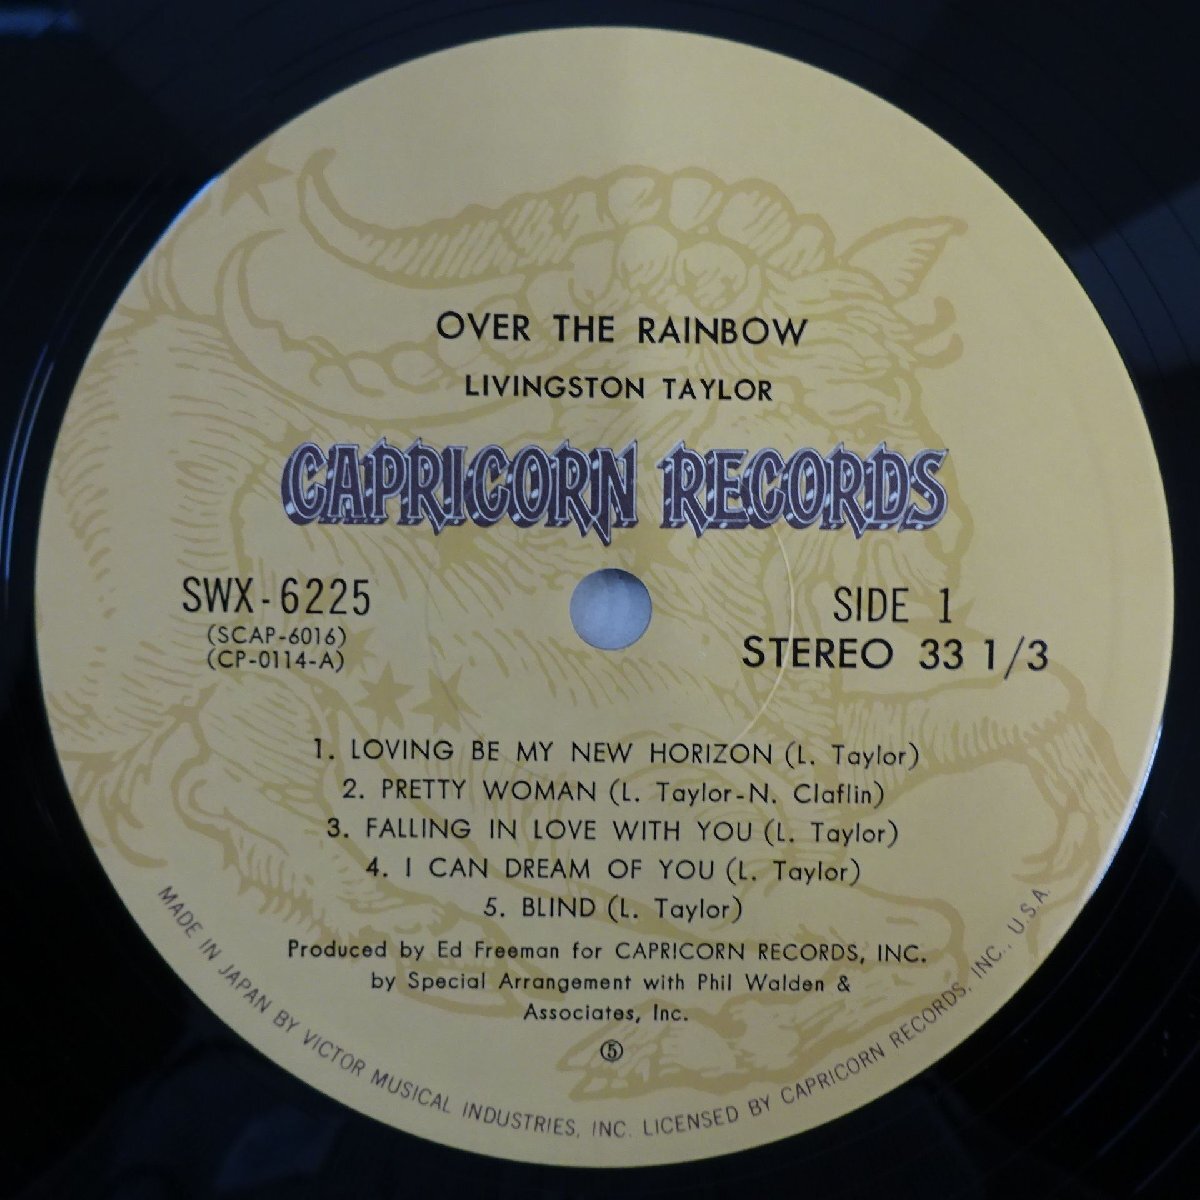 OVER THE RAINBOW
LIVINGSTON TAYLOR
CAPRICORN RECORDS
SWX-6225
(SCAP-6016)
(CP-0114-A)
SIDE 1
STEREO 33 1/3
1. LOVING BE MY NEW HORIZON (L. Taylor)
2. PRETTY WOMAN (L. Taylor-N. Claflin)
3. FALLING IN LOVE WITH YOU (L. Taylor)
4. I CAN DREAM OF YOU (L. Taylor)
5. BLIND (L. Taylor)
Produced by Ed Freeman for CAPRICORN RECORDS, INC.
by Special Arrangement with Phil Walden &
Associates, Inc.
⑤
MADE IN JAPAN BY VICTOR MUSICAL INDUSTRIES, INC. LICENSED BY CAPRICORN RECORDS, INC., U.S.A.